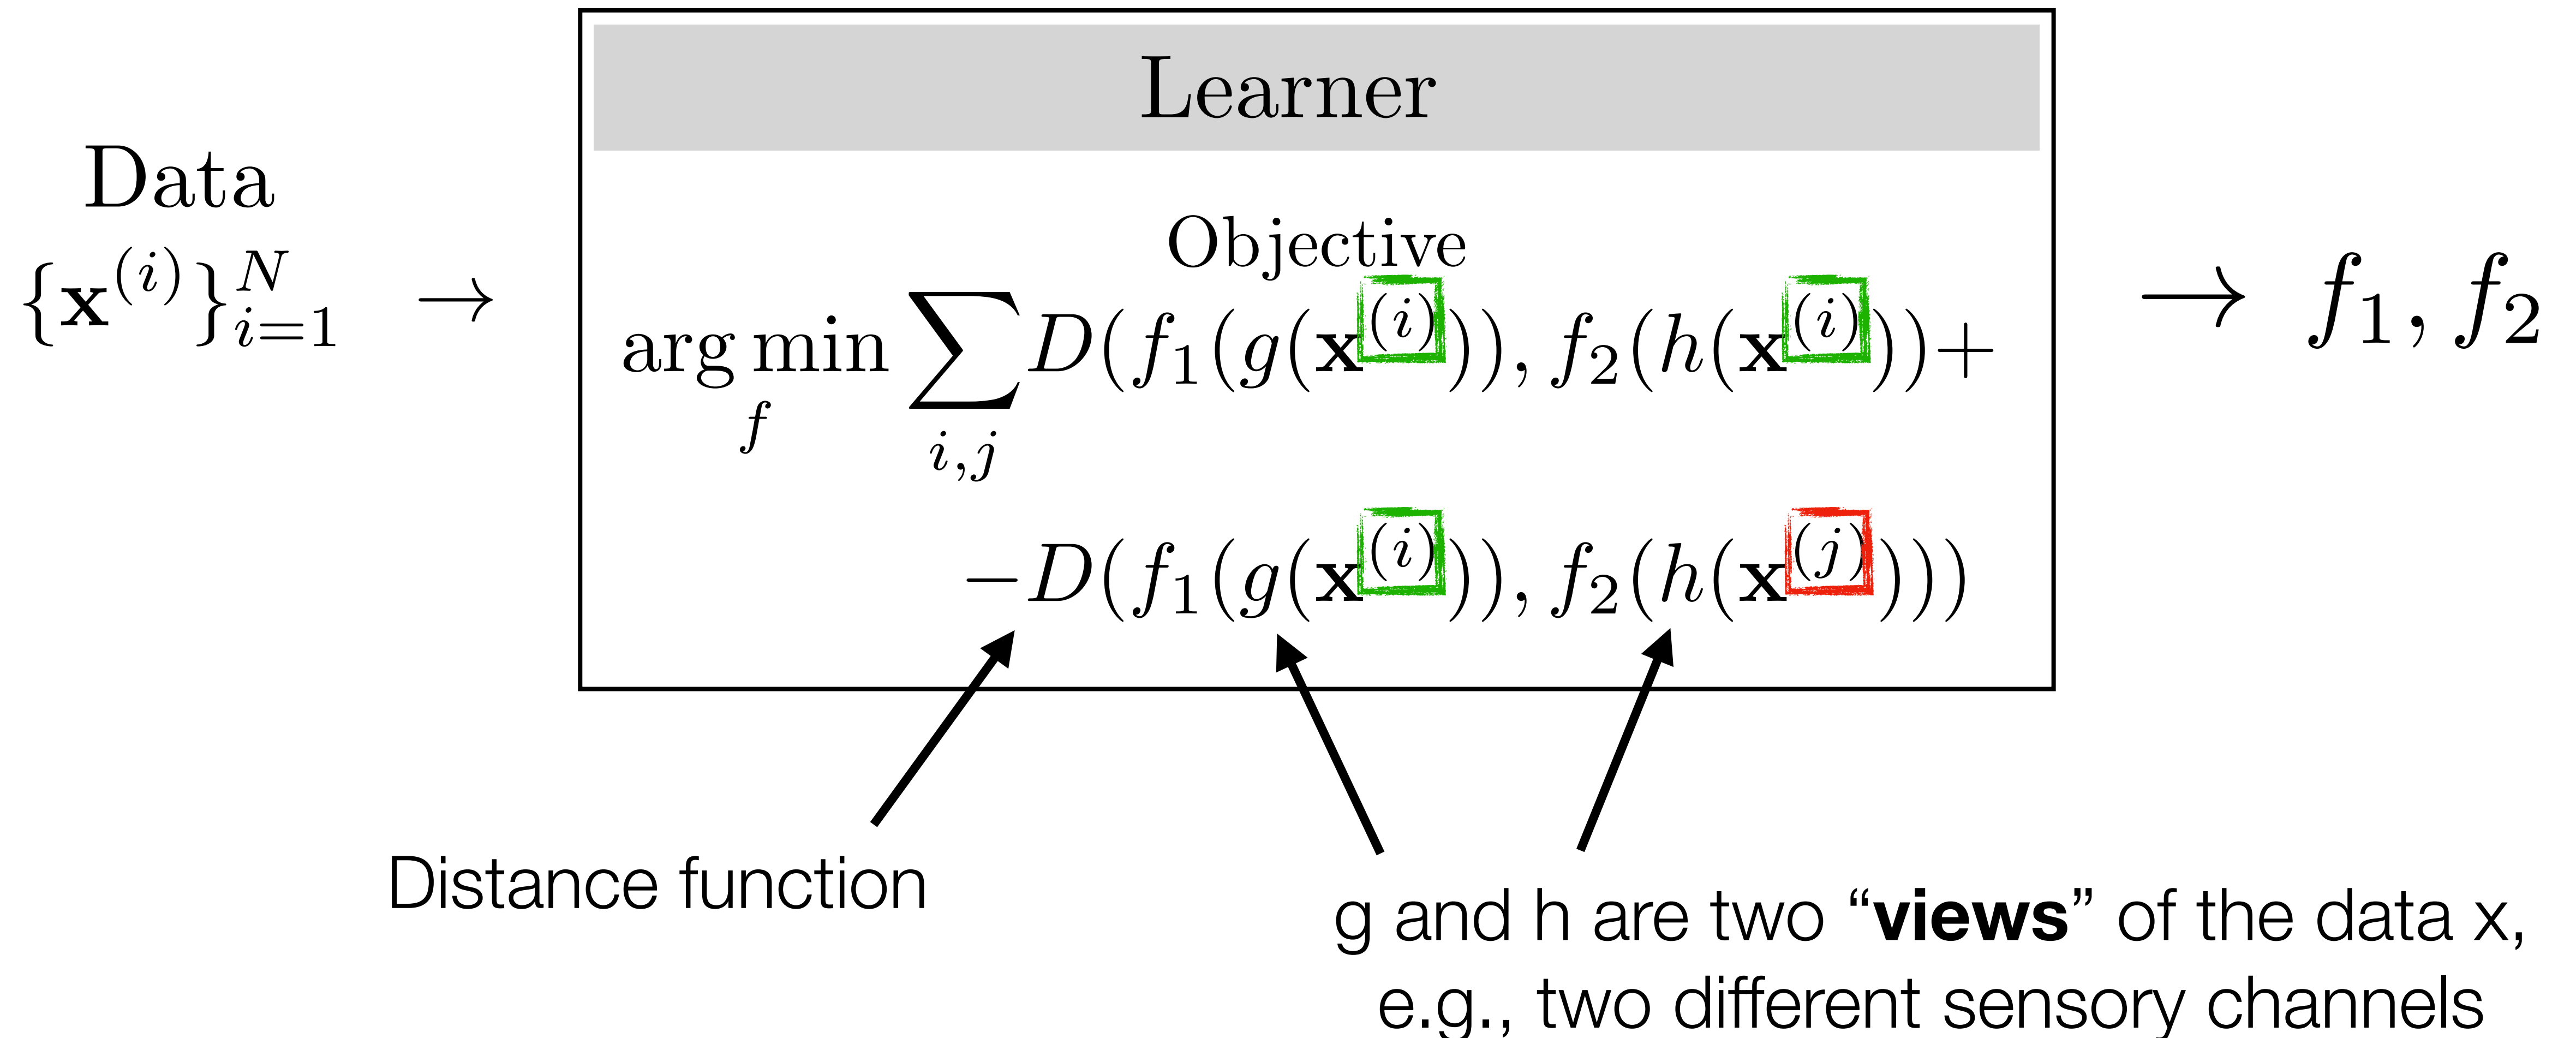 Learner
Data
{x^(i)}_{i=1}^N →
Objective
arg min_f ∑_{i,j} D(f_1(g(x^(i))), f_2(h(x^(i)))+
−D(f_1(g(x^(i))), f_2(h(x^(j))))
→ f_1, f_2
Distance function
g and h are two “views” of the data x,
e.g., two different sensory channels